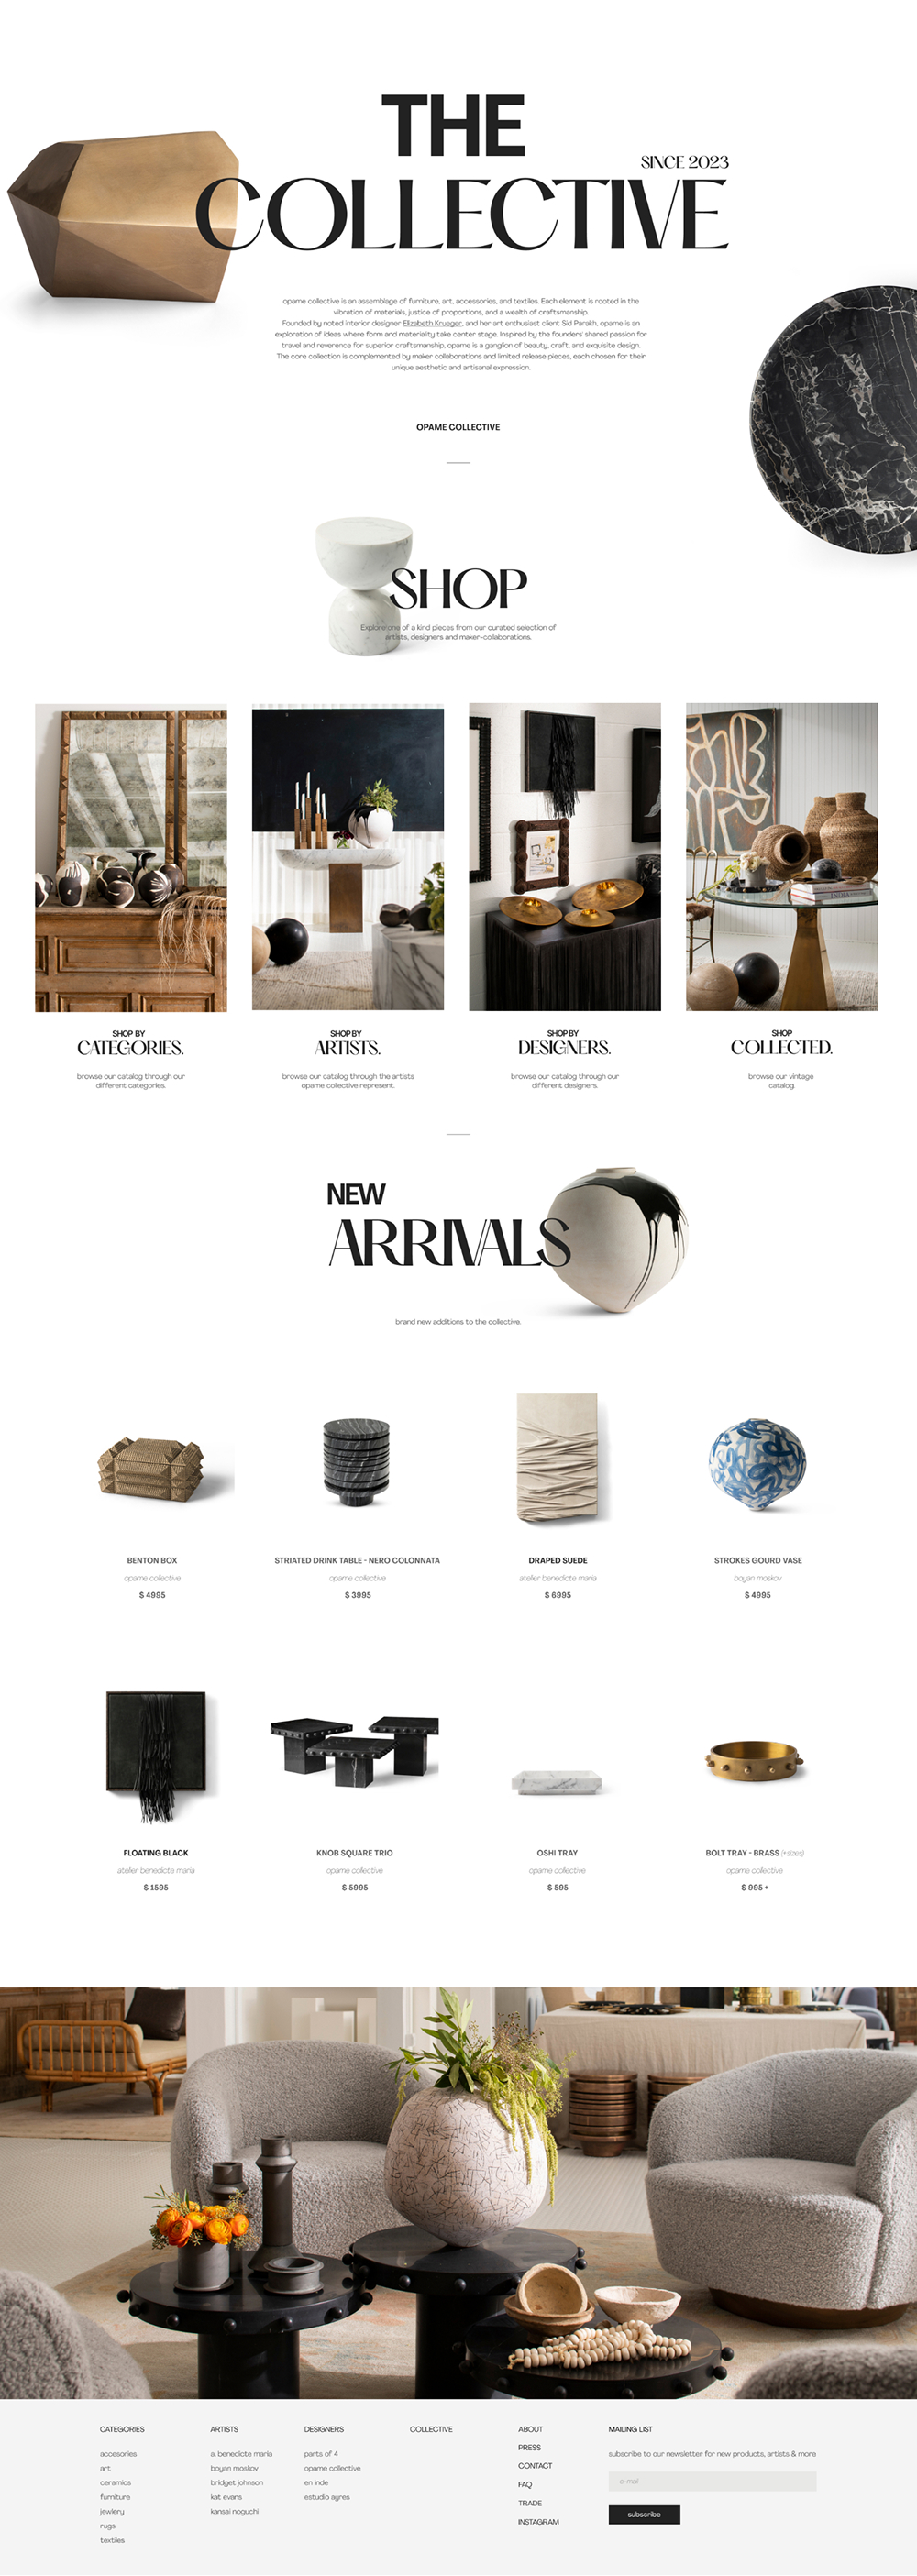 THE
SINCE 2023
COLLECTIVE
opame collective is an assemblage of furniture, art, accessories, and textiles. Each element is rooted in the
vibration of materials, justice of proportions, and a wealth of craftsmanship.
Founded by noted interior designer Elizabeth Krueger, and her art enthusiast client Sid Parakh, opame is an
exploration of ideas where form and materiality take center stage. Inspired by the founders' shared passion for
travel and reverence for superior craftsmanship, opame is a ganglion of beauty, craft, and exquisite design.
The core collection is complemented by maker collaborations and limited release pieces, each chosen for their
unique aesthetic and artisanal expression.
OPAME COLLECTIVE
SHOP
Explore one of a kind pieces from our curated selection of
artists, designers and maker-collaborations.
SHOP BY
CATEGORIES.
browse our catalog through our
different categories.
SHOP BY
ARTISTS.
browse our catalog through the artists
opame collective represent.
SHOP BY
DESIGNERS.
browse our catalog through our
different designers.
SHOP
COLLECTED.
browse our vintage
catalog.
NEW
ARRIVALS
brand new additions to the collective.
BENTON BOX
opame collective
$ 4995
STRIATED DRINK TABLE - NERO COLONNATA
opame collective
$ 3995
DRAPED SUEDE
atelier benedicte maria
$ 6995
STROKES GOURD VASE
boyan moskov
$ 4995
FLOATING BLACK
atelier benedicte maria
$ 1595
KNOB SQUARE TRIO
opame collective
$ 5995
OSHI TRAY
opame collective
$ 595
BOLT TRAY - BRASS (+sizes)
opame collective
$ 995 +
CATEGORIES
accesories
art
ceramics
furniture
jewlery
rugs
textiles
ARTISTS
a. benedicte maria
boyan moskov
bridget johnson
kat evans
kansai noguchi
DESIGNERS
parts of 4
opame collective
en inde
estudio ayres
COLLECTIVE
ABOUT
PRESS
CONTACT
FAQ
TRADE
INSTAGRAM
MAILING LIST
subscribe to our newsletter for new products, artists & more
e-mail
subscribe